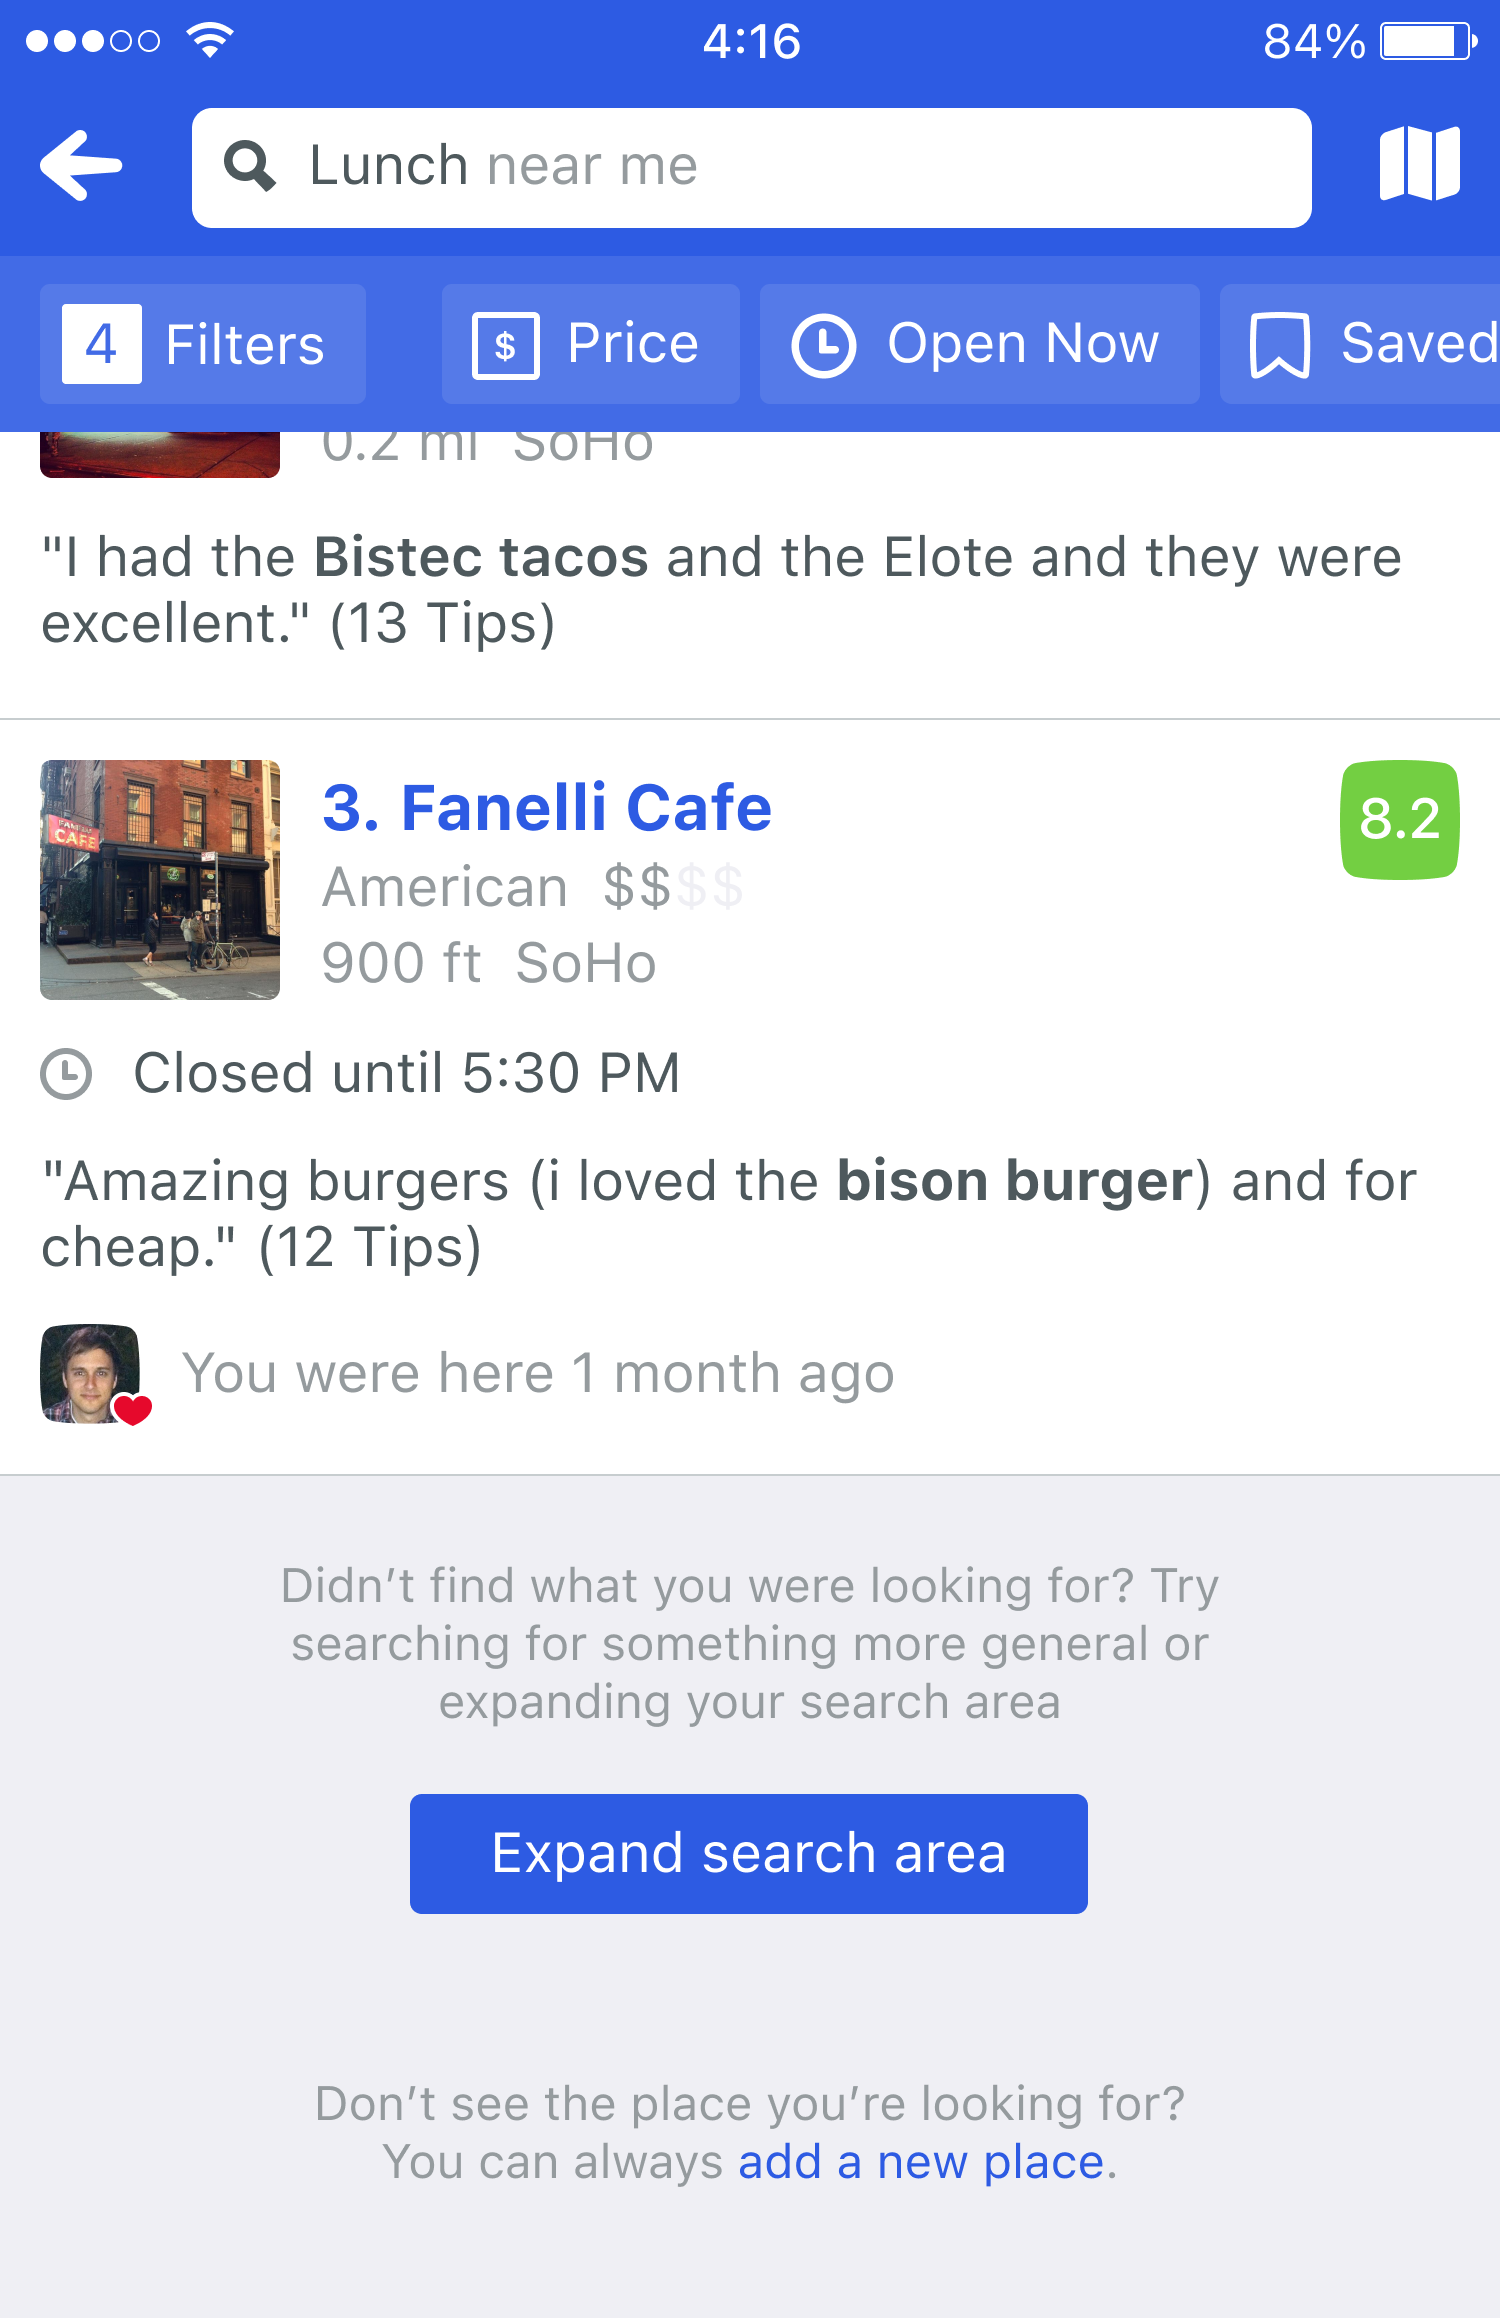 4:16
84%
Lunch near me
4 Filters
$ Price
Open Now
Saved
0.2 mi SoHo
"I had the Bistec tacos and the Elote and they were
excellent." (13 Tips)
CAFE
3. Fanelli Cafe
8.2
American $$$$
900 ft SoHo
Closed until 5:30 PM
"Amazing burgers (i loved the bison burger) and for
cheap." (12 Tips)
You were here 1 month ago
Didn’t find what you were looking for? Try
searching for something more general or
expanding your search area
Expand search area
Don’t see the place you’re looking for?
You can always add a new place.